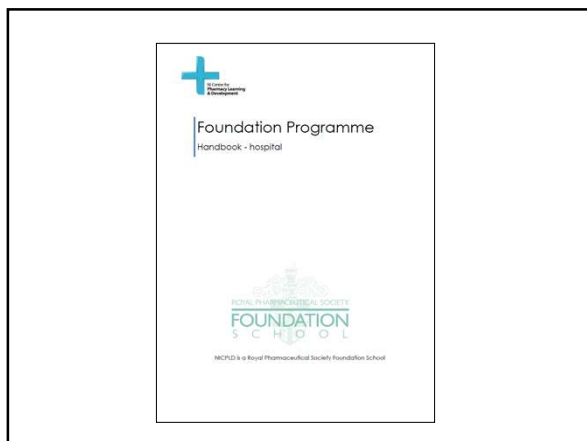 NI Centre for
Pharmacy Learning
& Development
Foundation Programme
Handbook - hospital
ROYAL PHARMACEUTICAL SOCIETY
FOUNDATION
SCHOOL
NICPLD is a Royal Pharmaceutical Society Foundation School